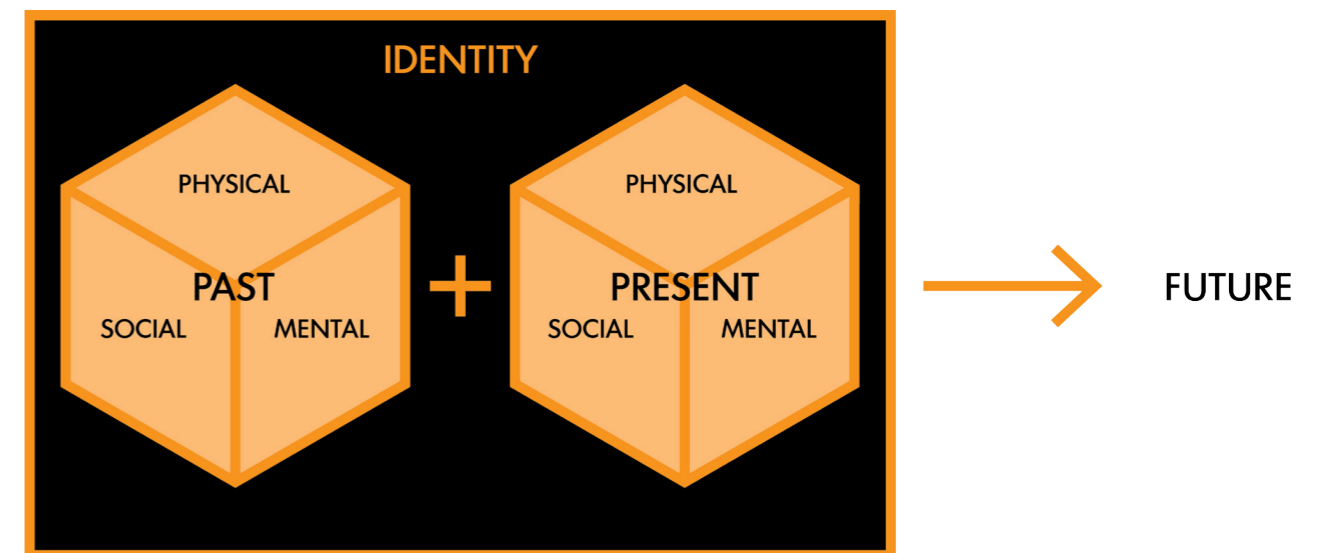 IDENTITY
PHYSICAL
PAST
SOCIAL
MENTAL
PHYSICAL
PRESENT
SOCIAL
MENTAL
FUTURE